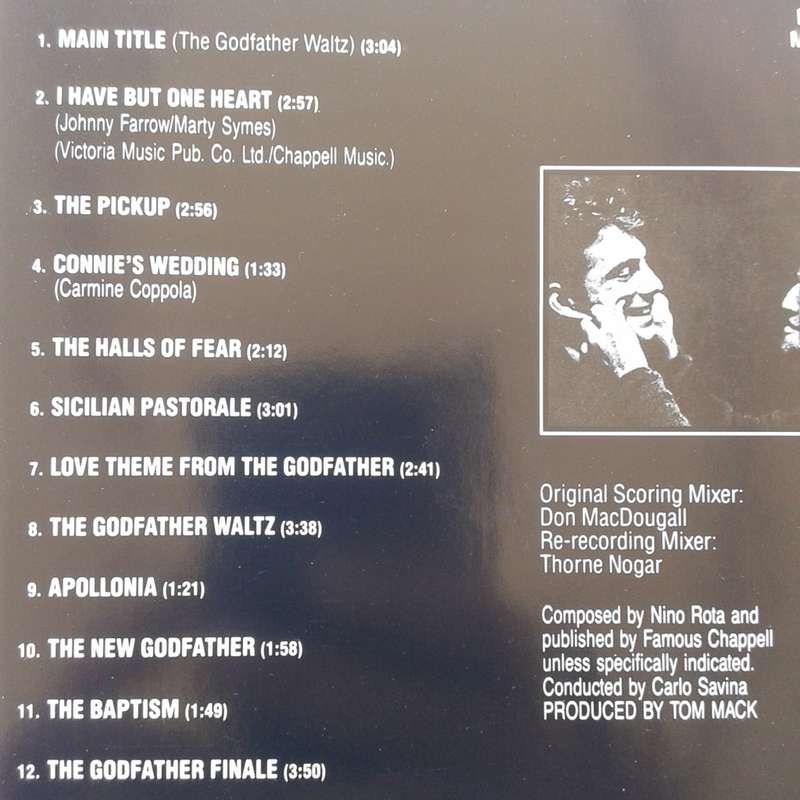 1. MAIN TITLE (The Godfather Waltz) (3:04)
2. I HAVE BUT ONE HEART (2:57)
(Johnny Farrow/Marty Symes)
(Victoria Music Pub. Co. Ltd./Chappell Music.)
3. THE PICKUP (2:56)
4. CONNIE'S WEDDING (1:33)
(Carmine Coppola)
5. THE HALLS OF FEAR (2:12)
6. SICILIAN PASTORALE (3:01)
7. LOVE THEME FROM THE GODFATHER (2:41)
8. THE GODFATHER WALTZ (3:38)
9. APOLLONIA (1:21)
10. THE NEW GODFATHER (1:58)
11. THE BAPTISM (1:49)
12. THE GODFATHER FINALE (3:50)
Original Scoring Mixer:
Don MacDougall
Re-recording Mixer:
Thorne Nogar
Composed by Nino Rota and
published by Famous Chappell
unless specifically indicated.
Conducted by Carlo Savina
PRODUCED BY TOM MACK